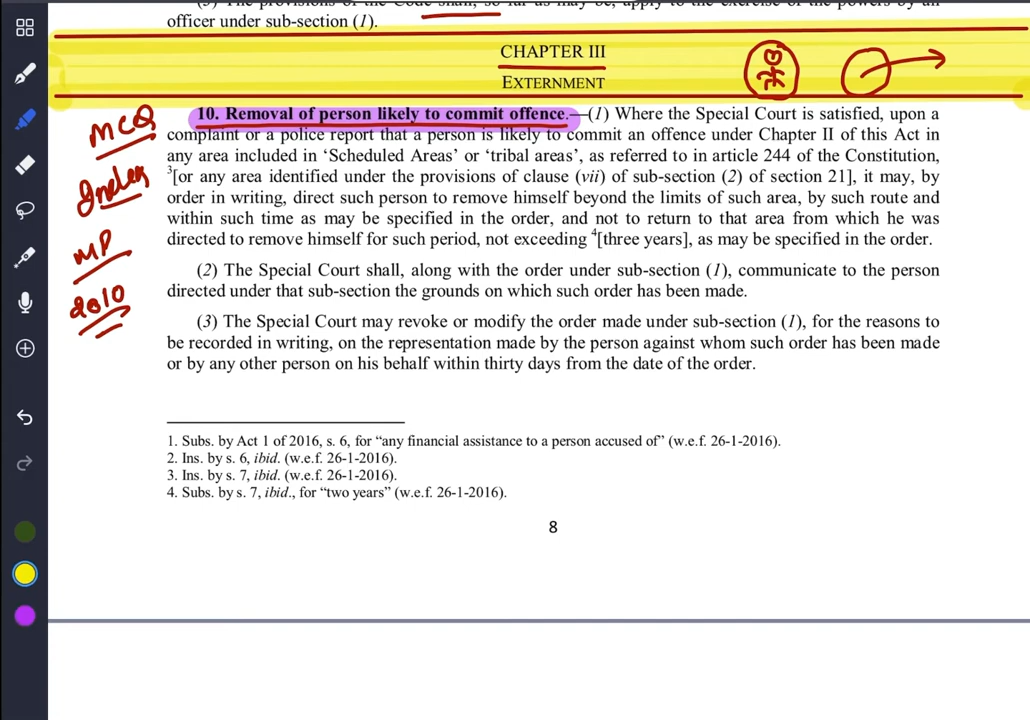 officer under sub-section (1).
CHAPTER III
EXTERNMENT
MCQ
Indor
MP
2010
10. Removal of person likely to commit offence.—(1) Where the Special Court is satisfied, upon a
complaint or a police report that a person is likely to commit an offence under Chapter II of this Act in
any area included in ‘Scheduled Areas’ or ‘tribal areas’, as referred to in article 244 of the Constitution,
3[or any area identified under the provisions of clause (vii) of sub-section (2) of section 21], it may, by
order in writing, direct such person to remove himself beyond the limits of such area, by such route and
within such time as may be specified in the order, and not to return to that area from which he was
directed to remove himself for such period, not exceeding 4[three years], as may be specified in the order.
(2) The Special Court shall, along with the order under sub-section (1), communicate to the person
directed under that sub-section the grounds on which such order has been made.
(3) The Special Court may revoke or modify the order made under sub-section (1), for the reasons to
be recorded in writing, on the representation made by the person against whom such order has been made
or by any other person on his behalf within thirty days from the date of the order.
1. Subs. by Act 1 of 2016, s. 6, for “any financial assistance to a person accused of” (w.e.f. 26-1-2016).
2. Ins. by s. 6, ibid. (w.e.f. 26-1-2016).
3. Ins. by s. 7, ibid. (w.e.f. 26-1-2016).
4. Subs. by s. 7, ibid., for “two years” (w.e.f. 26-1-2016).
8